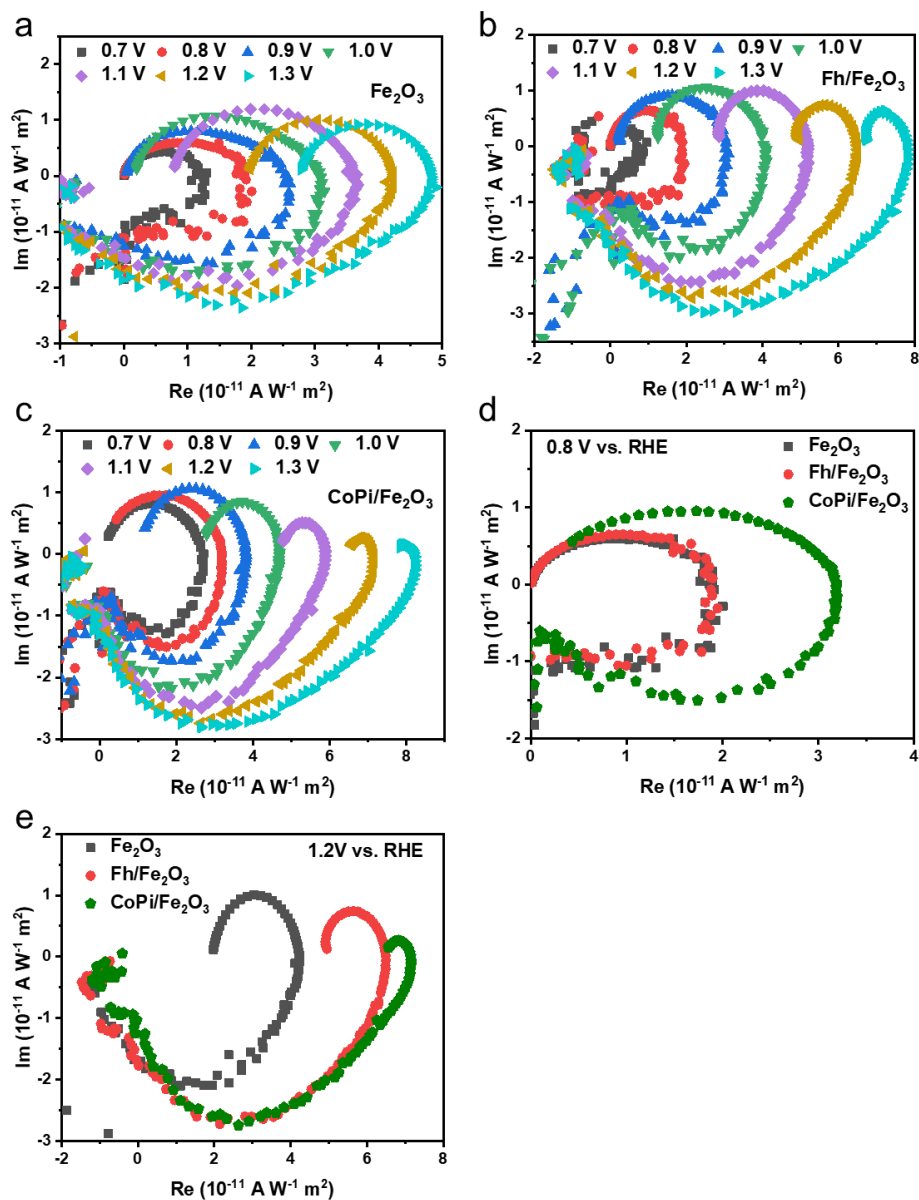 a
0.7 V 0.8 V 0.9 V 1.0 V
1.1 V 1.2 V 1.3 V
Fe₂O₃
Im (10⁻¹¹ A W⁻¹ m²)
2
1
0
-1
-2
-3
-1 0 1 2 3 4 5
Re (10⁻¹¹ A W⁻¹ m²)
b
0.7 V 0.8 V 0.9 V 1.0 V
1.1 V 1.2 V 1.3 V
Fh/Fe₂O₃
Im (10⁻¹¹ A W⁻¹ m²)
2
1
0
-1
-2
-3
-2 0 2 4 6 8
Re (10⁻¹¹ A W⁻¹ m²)
c
0.7 V 0.8 V 0.9 V 1.0 V
1.1 V 1.2 V 1.3 V
CoPi/Fe₂O₃
Im (10⁻¹¹ A W⁻¹ m²)
2
1
0
-1
-2
-3
0 2 4 6 8
Re (10⁻¹¹ A W⁻¹ m²)
d
0.8 V vs. RHE
Fe₂O₃
Fh/Fe₂O₃
CoPi/Fe₂O₃
Im (10⁻¹¹ A W⁻¹ m²)
2
1
0
-1
-2
0 1 2 3 4
Re (10⁻¹¹ A W⁻¹ m²)
e
Fe₂O₃
Fh/Fe₂O₃
CoPi/Fe₂O₃
1.2V vs. RHE
Im (10⁻¹¹ A W⁻¹ m²)
2
1
0
-1
-2
-3
-2 0 2 4 6 8
Re (10⁻¹¹ A W⁻¹ m²)